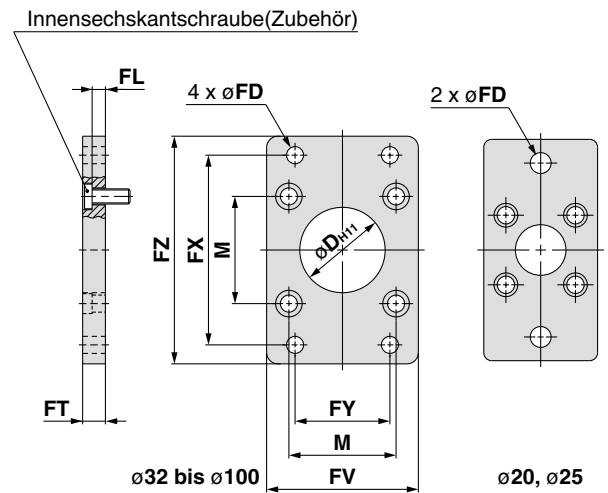 Innensechskantschraube(Zubehör)
FL
4 x øFD
2 x øFD
FZ
FX
M
øDH11
FT
FY
M
FV
ø32 bis ø100
ø20, ø25